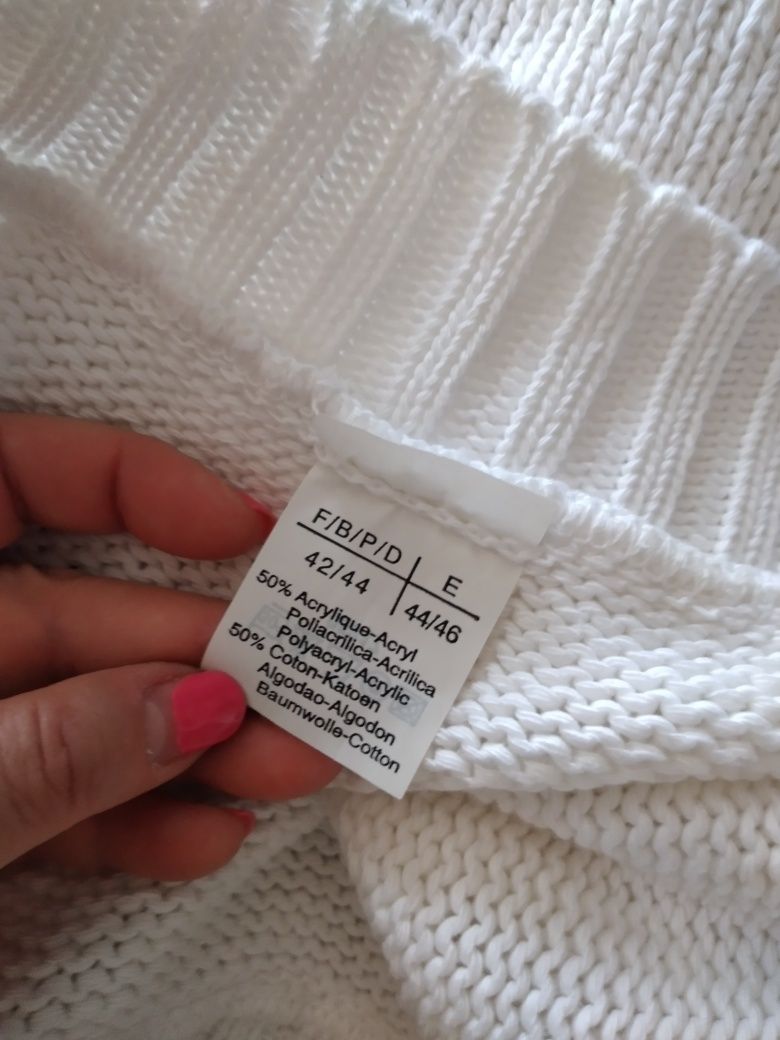 F/B/P/D E
42/44 44/46
50% Acrylique-Acryl
Poliacrilica-Acrilica
Polyacryl-Acrylic
50% Coton-Katoen
Algodao-Algodon
Baumwolle-Cotton